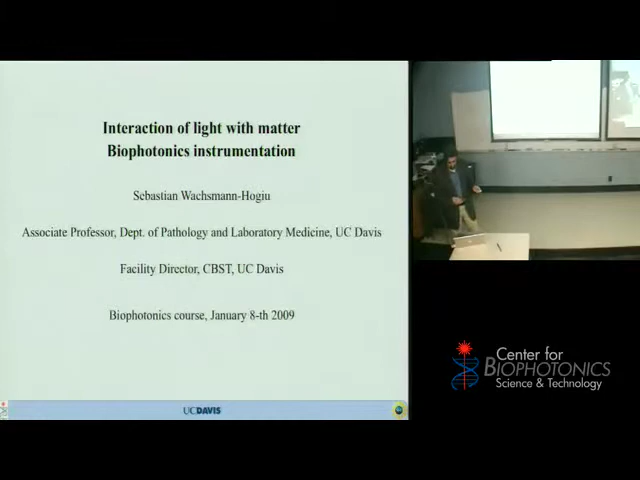 Interaction of light with matter
Biophotonics instrumentation
Sebastian Wachsmann-Hogiu
Associate Professor, Dept. of Pathology and Laboratory Medicine, UC Davis
Facility Director, CBST, UC Davis
Biophotonics course, January 8-th 2009
UCDAVIS
Center for
BIOPHOTONICS
Science & Technology